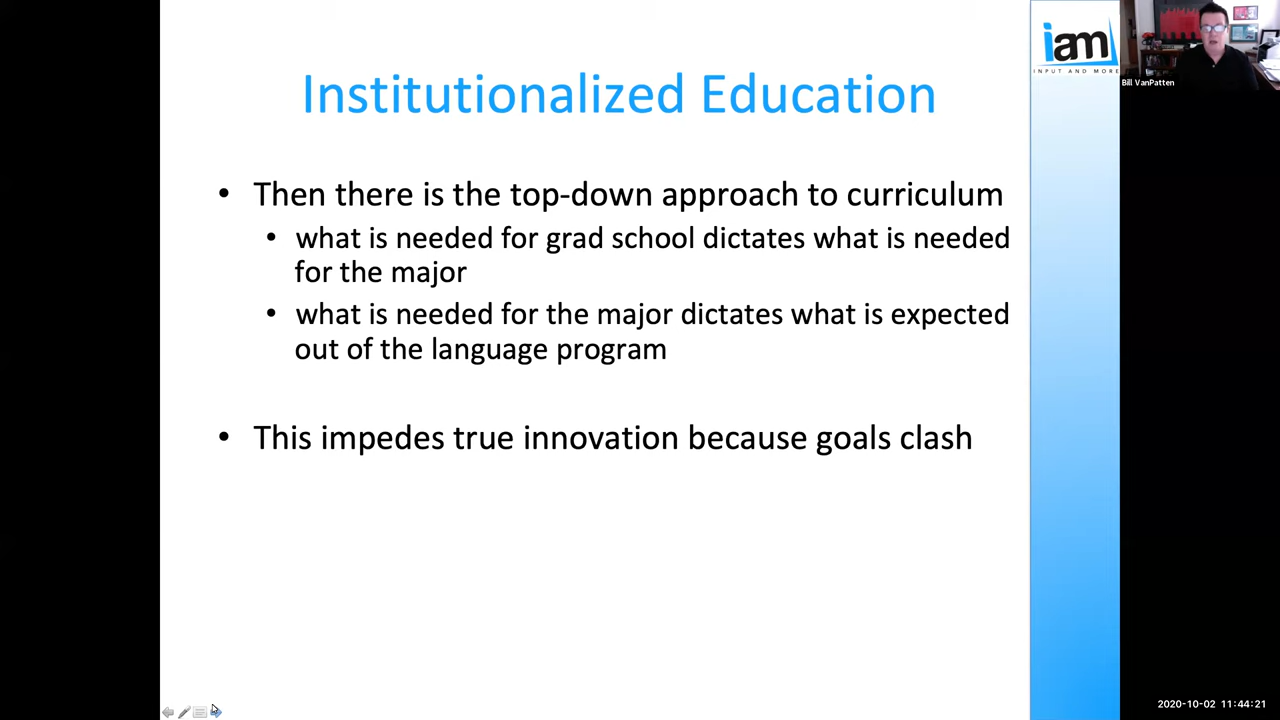 Institutionalized Education
• Then there is the top-down approach to curriculum
• what is needed for grad school dictates what is needed
for the major
• what is needed for the major dictates what is expected
out of the language program
• This impedes true innovation because goals clash
iam
INPUT AND MORE
Bill VanPatten
2020-10-02 11:44:21